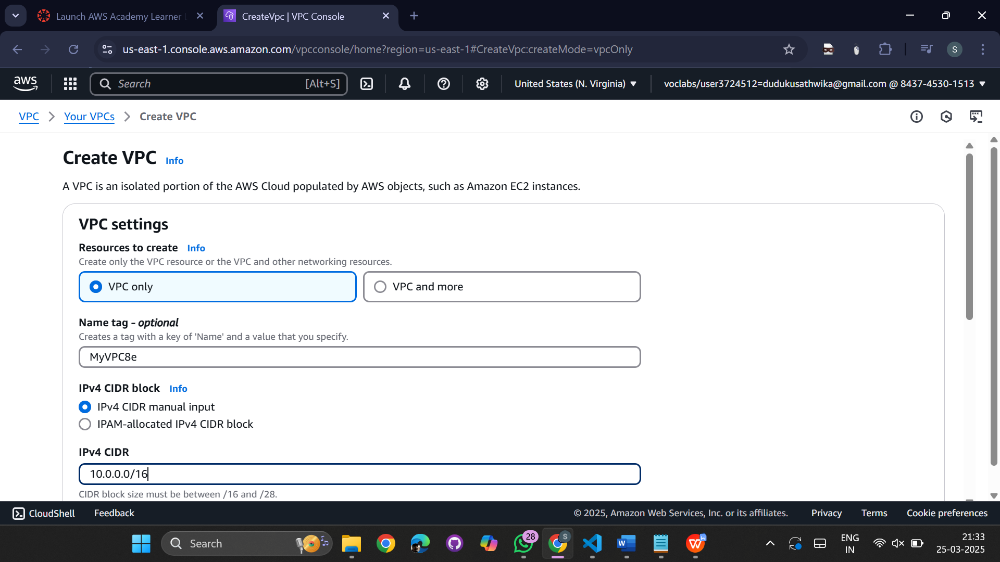 Launch AWS Academy Learner
CreateVpc | VPC Console
us-east-1.console.aws.amazon.com/vpcconsole/home?region=us-east-1#CreateVpc:createMode=vpcOnly
S
aws
Search
[Alt+S]
United States (N. Virginia)
voclabs/user3724512=dudukusathwika@gmail.com @ 8437-4530-1513
VPC
Your VPCs
Create VPC
Create VPC Info
A VPC is an isolated portion of the AWS Cloud populated by AWS objects, such as Amazon EC2 instances.
VPC settings
Resources to create Info
Create only the VPC resource or the VPC and other networking resources.
VPC only
VPC and more
Name tag - optional
Creates a tag with a key of 'Name' and a value that you specify.
MyVPC8e
IPv4 CIDR block Info
IPv4 CIDR manual input
IPAM-allocated IPv4 CIDR block
IPv4 CIDR
10.0.0.0/16
CIDR block size must be between /16 and /28.
CloudShell
Feedback
© 2025, Amazon Web Services, Inc. or its affiliates.
Privacy
Terms
Cookie preferences
Search
28
S
W
W
ENG
IN
21:33
25-03-2025